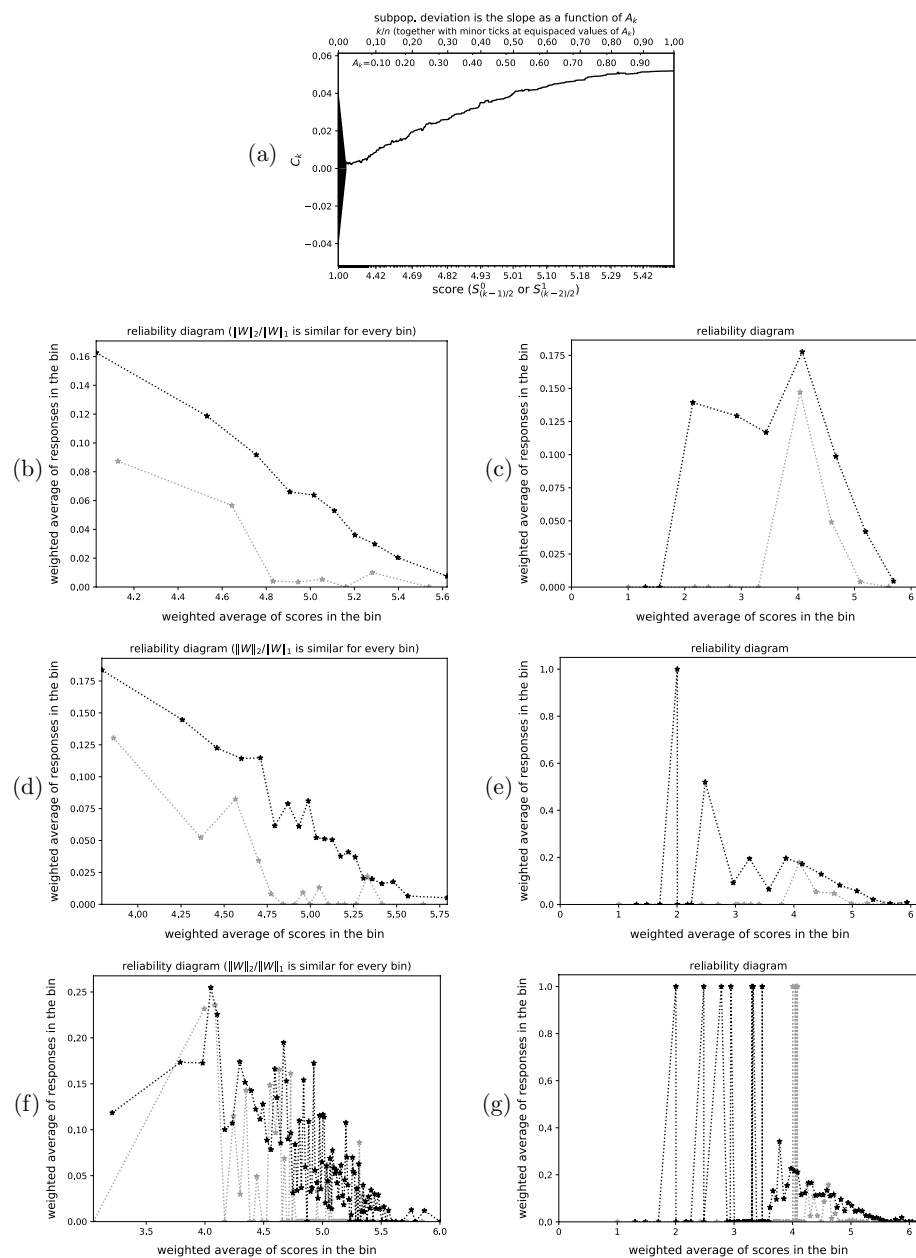 subpop. deviation is the slope as a function of $A_k$
$k/n$ (together with minor ticks at equispaced values of $A_k$)
0.00 0.10 0.20 0.30 0.40 0.50 0.60 0.70 0.80 0.90 1.00
$A_k$=0.10 0.20 0.30 0.40 0.50 0.60 0.70 0.80 0.90
0.06
0.04
0.02
0.00
−0.02
−0.04
(a)
$C_k$
1.00 4.42 4.69 4.82 4.93 5.01 5.10 5.18 5.29 5.42
score ($S^0_{(k-1)/2}$ or $S^1_{(k-2)/2}$)
reliability diagram (‖W‖₂/‖W‖₁ is similar for every bin)
(b)
weighted average of responses in the bin
0.16
0.14
0.12
0.10
0.08
0.06
0.04
0.02
0.00
4.2 4.4 4.6 4.8 5.0 5.2 5.4 5.6
weighted average of scores in the bin
reliability diagram
(c)
weighted average of responses in the bin
0.175
0.150
0.125
0.100
0.075
0.050
0.025
0.000
0 1 2 3 4 5 6
weighted average of scores in the bin
reliability diagram (‖W‖₂/‖W‖₁ is similar for every bin)
(d)
weighted average of responses in the bin
0.175
0.150
0.125
0.100
0.075
0.050
0.025
0.000
4.00 4.25 4.50 4.75 5.00 5.25 5.50 5.75
weighted average of scores in the bin
reliability diagram
(e)
weighted average of responses in the bin
1.0
0.8
0.6
0.4
0.2
0.0
0 1 2 3 4 5 6
weighted average of scores in the bin
reliability diagram (‖W‖₂/‖W‖₁ is similar for every bin)
(f)
weighted average of responses in the bin
0.25
0.20
0.15
0.10
0.05
0.00
3.5 4.0 4.5 5.0 5.5 6.0
weighted average of scores in the bin
reliability diagram
(g)
weighted average of responses in the bin
1.0
0.8
0.6
0.4
0.2
0.0
0 1 2 3 4 5 6
weighted average of scores in the bin